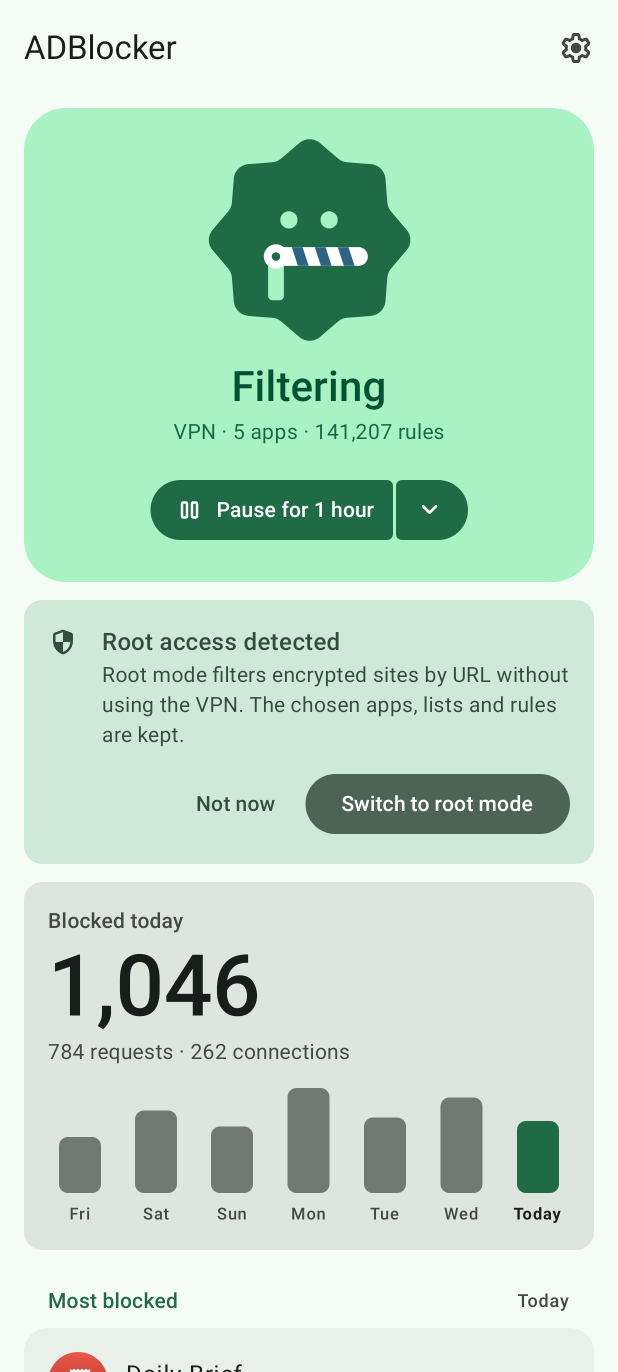 ADBlocker
Filtering
VPN · 5 apps · 141,207 rules
Pause for 1 hour
Root access detected
Root mode filters encrypted sites by URL without
using the VPN. The chosen apps, lists and rules
are kept.
Not now
Switch to root mode
Blocked today
1,046
784 requests · 262 connections
Fri Sat Sun Mon Tue Wed Today
Most blocked Today
Daily Brief